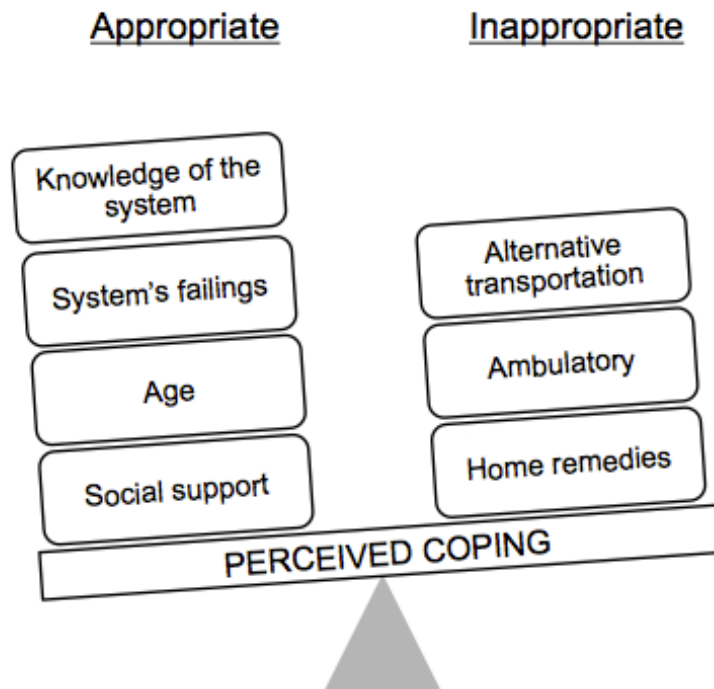 Appropriate
Inappropriate
Knowledge of the
system
System's failings
Age
Social support
Alternative
transportation
Ambulatory
Home remedies
PERCEIVED COPING